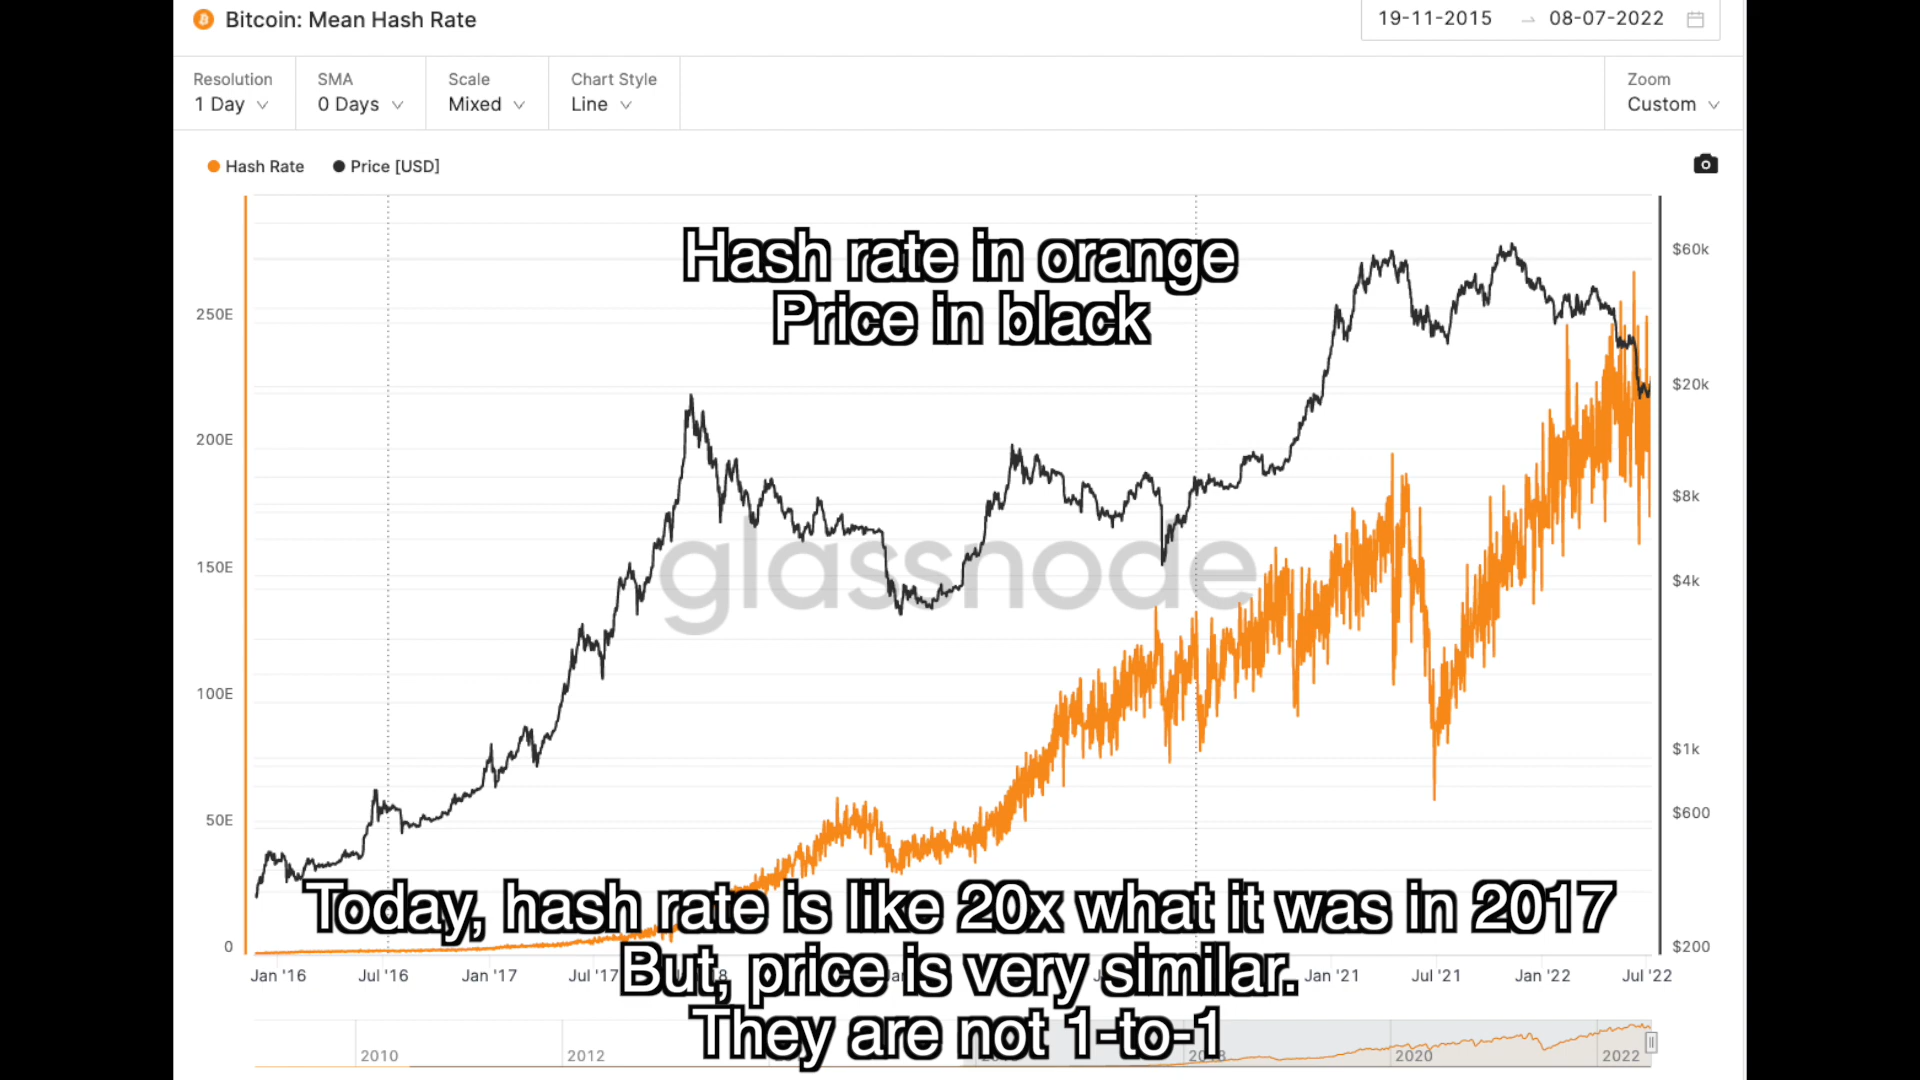 Bitcoin: Mean Hash Rate
19-11-2015 → 08-07-2022
Resolution SMA Scale Chart Style Zoom
1 Day 0 Days Mixed Line Custom
Hash Rate Price [USD]
Hash rate in orange
Price in black
$60k
250E
$20k
200E
$8k
glassnode
150E
$4k
100E
$1k
50E
$600
Today, hash rate is like 20x what it was in 2017
0 $200
Jan '16 Jul '16 Jan '17 Jul '17 Jan '21 Jul '21 Jan '22 Jul '22
But, price is very similar.
They are not 1-to-1
2010 2012 2020 2022